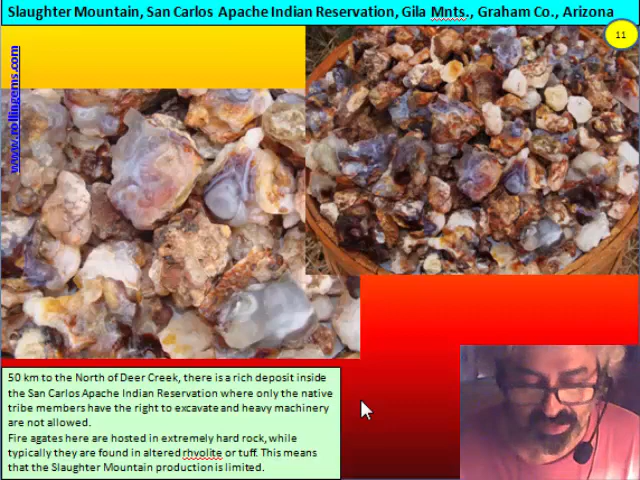 Slaughter Mountain, San Carlos Apache Indian Reservation, Gila Mnts., Graham Co., Arizona
11
www.rollingems.com
50 km to the North of Deer Creek, there is a rich deposit inside
the San Carlos Apache Indian Reservation where only the native
tribe members have the right to excavate and heavy machinery
are not allowed.
Fire agates here are hosted in extremely hard rock, while
typically they are found in altered rhyolite or tuff. This means
that the Slaughter Mountain production is limited.